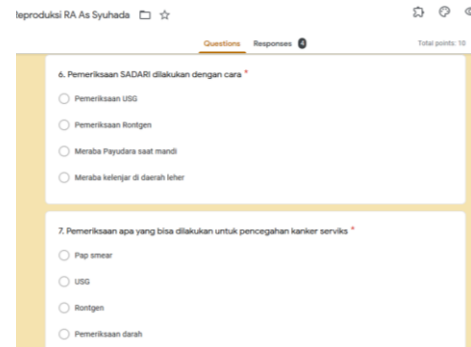 Reproduksi RA As Syuhada
Questions Responses 4 Total points: 10
6. Pemeriksaan SADARI dilakukan dengan cara *
Pemeriksaan USG
Pemeriksaan Rontgen
Meraba Payudara saat mandi
Meraba kelenjar di daerah leher
7. Pemeriksaan apa yang bisa dilakukan untuk pencegahan kanker serviks *
Pap smear
USG
Rontgen
Pemeriksaan darah